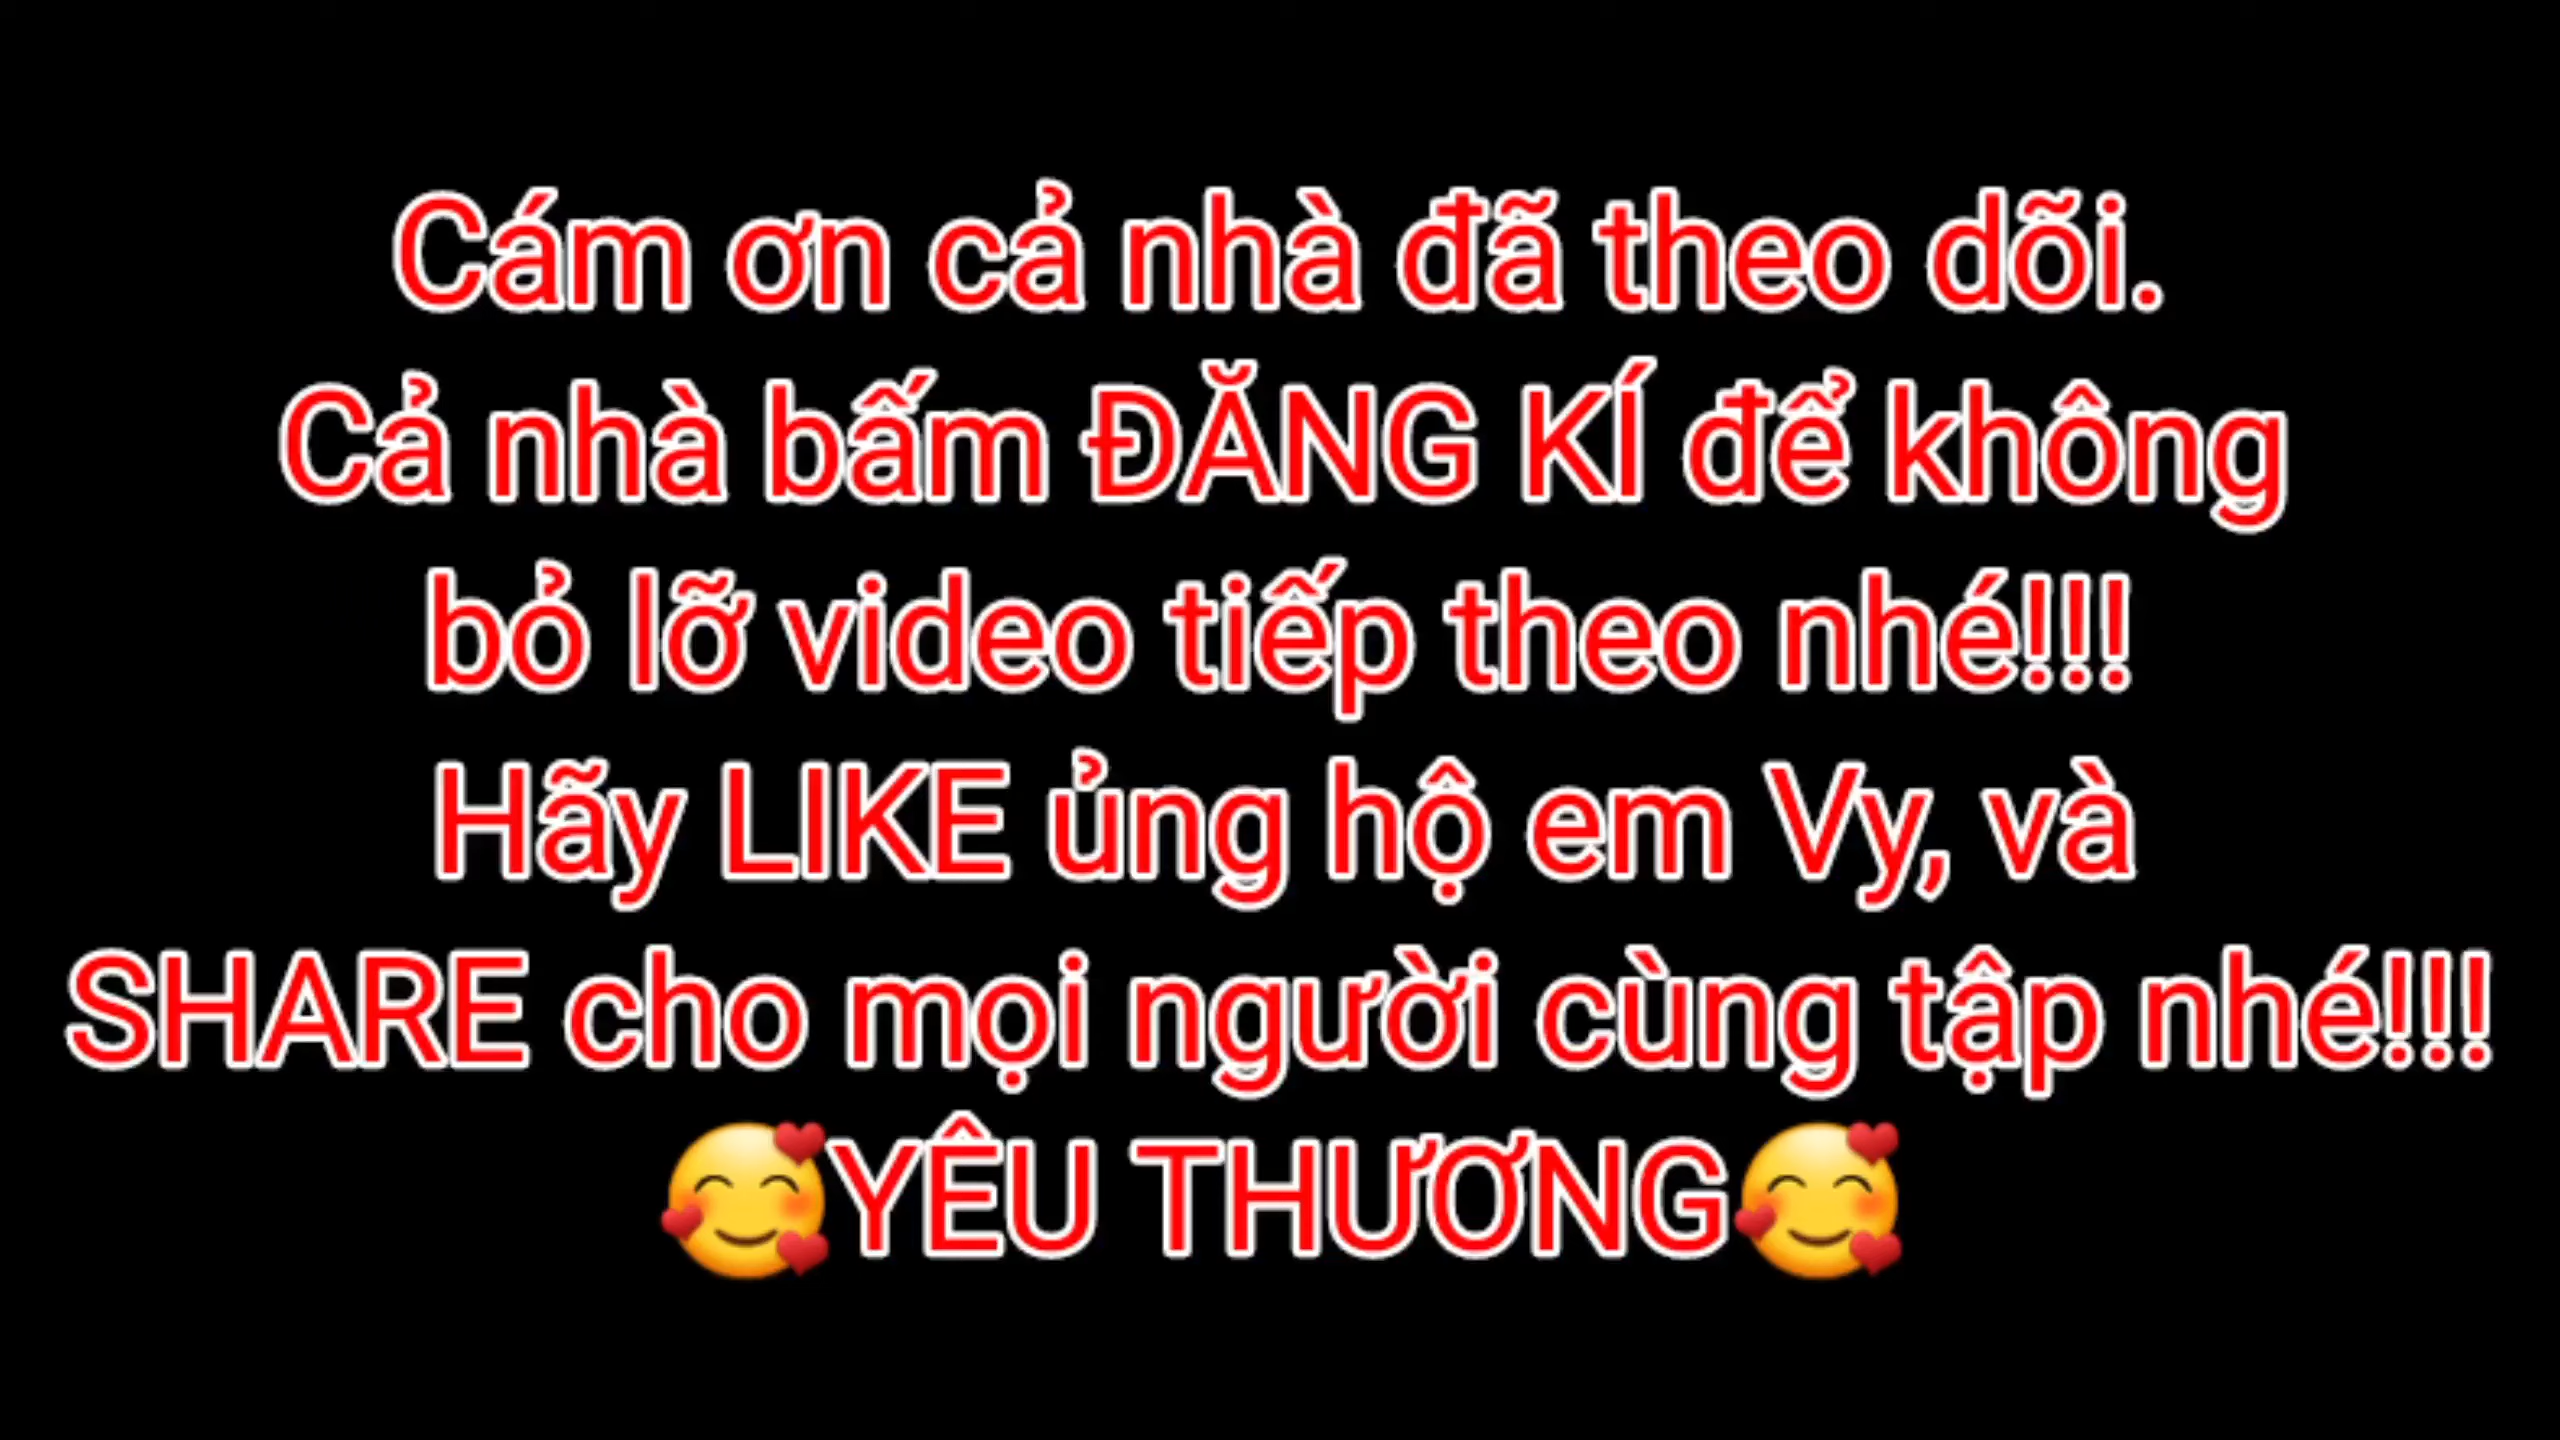 Cám ơn cả nhà đã theo dõi.
Cả nhà bấm ĐĂNG KÍ để không
bỏ lỡ video tiếp theo nhé!!!
Hãy LIKE ủng hộ em Vy, và
SHARE cho mọi người cùng tập nhé!!!
🥰YÊU THƯƠNG🥰